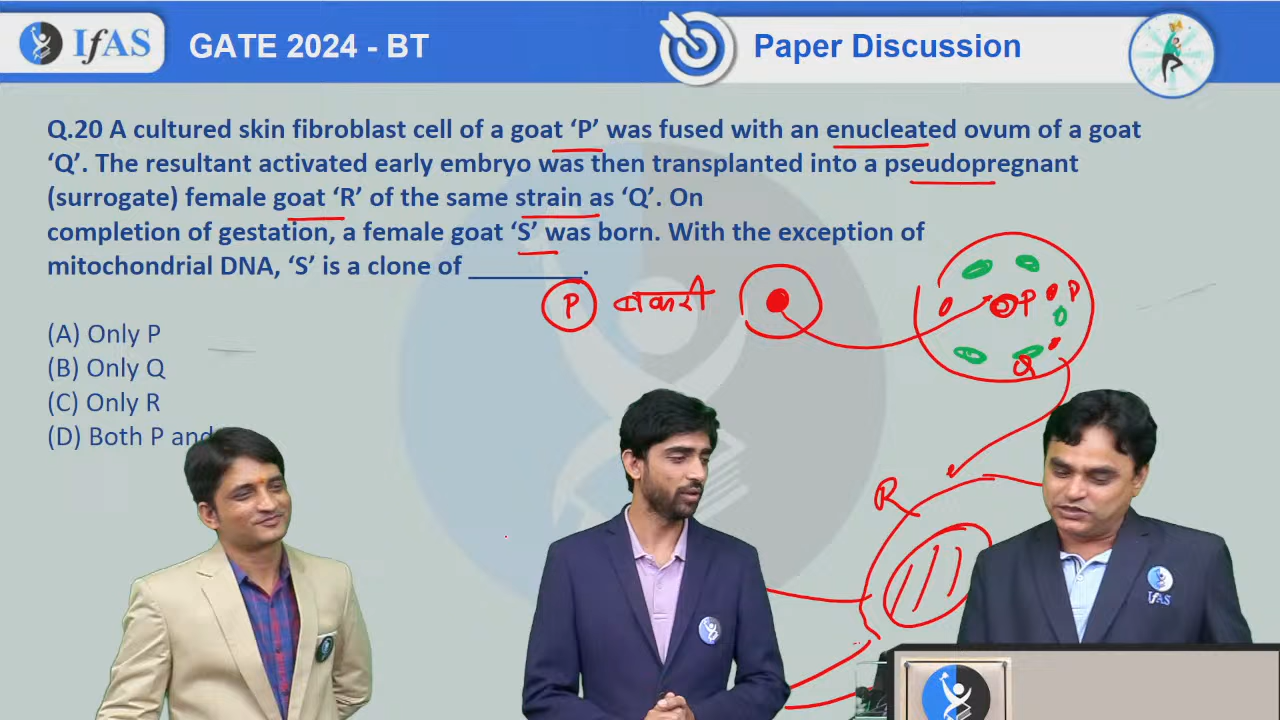 IfAS
GATE 2024 - BT
Paper Discussion
Q.20 A cultured skin fibroblast cell of a goat ‘P’ was fused with an enucleated ovum of a goat
‘Q’. The resultant activated early embryo was then transplanted into a pseudopregnant
(surrogate) female goat ‘R’ of the same strain as ‘Q’. On
completion of gestation, a female goat ‘S’ was born. With the exception of
mitochondrial DNA, ‘S’ is a clone of _________.
P बकरी
P
P
Q
(A) Only P
(B) Only Q
(C) Only R
(D) Both P and
R
IfAS